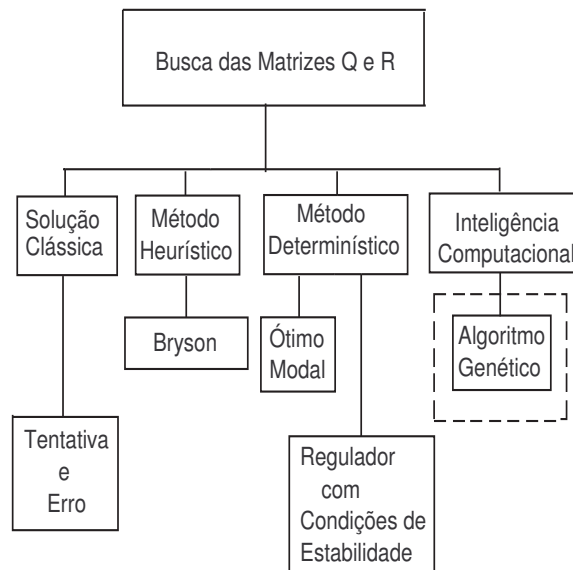 Busca das Matrizes Q e R
Solução
Clássica
Método
Heurístico
Método
Determinístico
Inteligência
Computacional
Bryson
Ótimo
Modal
Algoritmo
Genético
Tentativa
e
Erro
Regulador
com
Condições de
Estabilidade